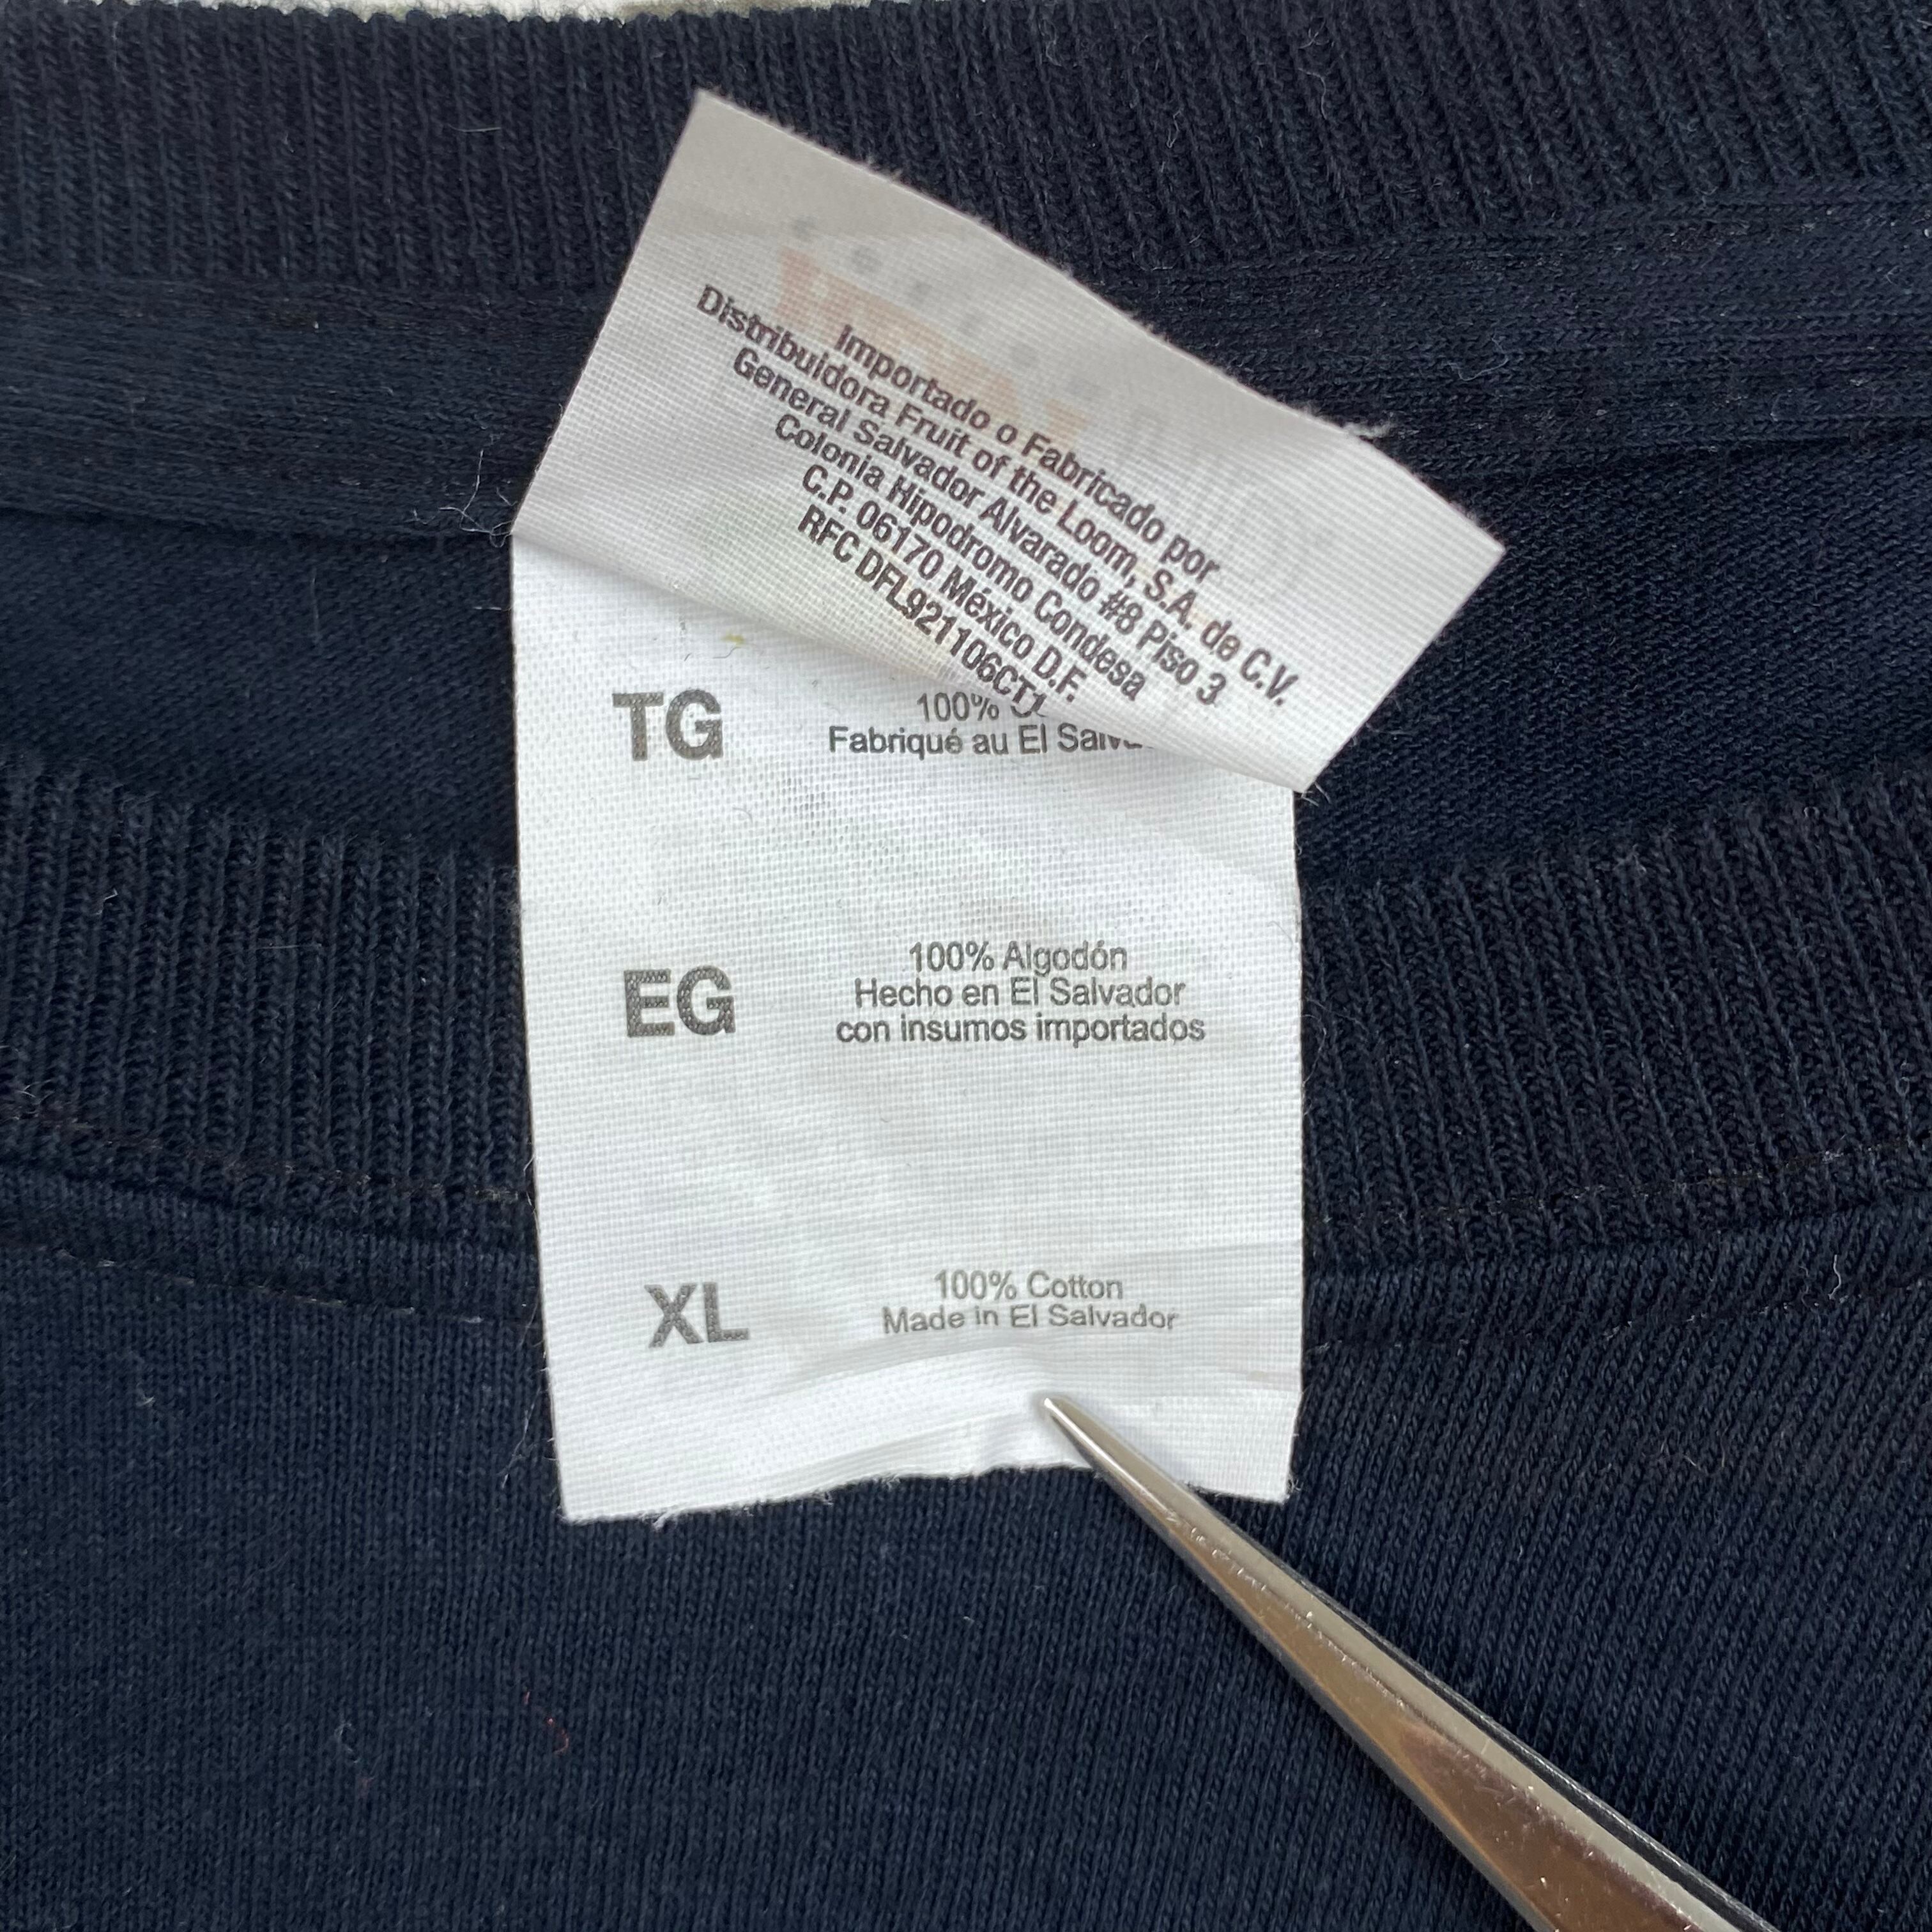 Importado o Fabricado por
Distribuidora Fruit of the Loom, S.A. de C.V.
General Salvador Alvarado #8 Piso 3
Colonia Hipodromo Condesa
C.P. 06170 México D.F.
RFC DFL921106CT1
TG
100%
Fabriqué au El
EG
100% Algodón
Hecho en El Salvador
con insumos importados
XL
100% Cotton
Made in El Salvador